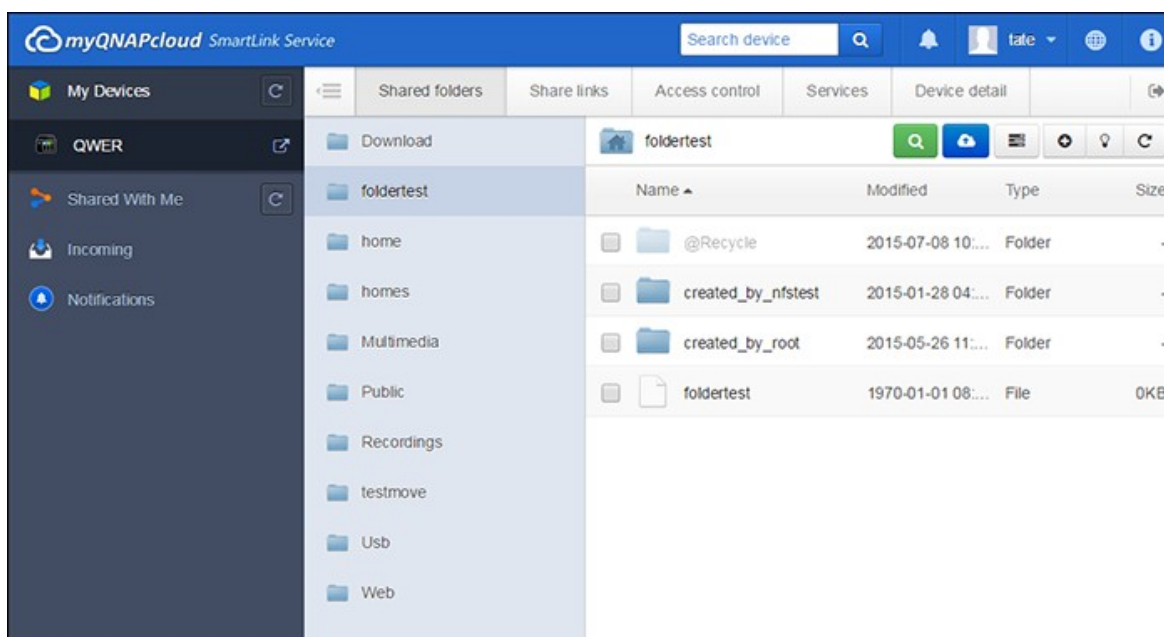 myQNAPcloud SmartLink Service
Search device
tate
My Devices
Shared folders
Share links
Access control
Services
Device detail
QWER
Download
foldertest
foldertest
Shared With Me
Name
Modified
Type
Size
Incoming
home
@Recycle
2015-07-08 10:...
Folder
-
Notifications
homes
created_by_nfstest
2015-01-28 04:...
Folder
-
Multimedia
created_by_root
2015-05-26 11:...
Folder
-
Public
foldertest
1970-01-01 08:...
File
0KB
Recordings
testmove
Usb
Web